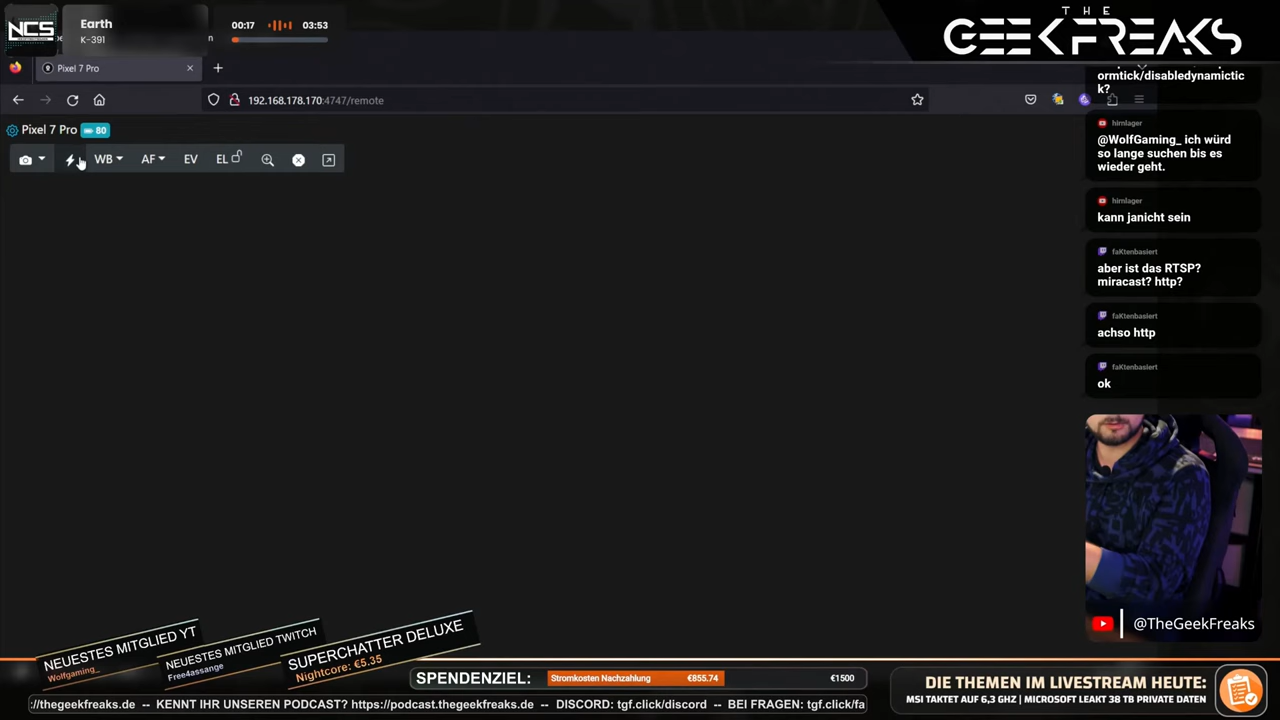 NCS
Earth
K-391
00:17
03:53
n
THE
GEEKFREAKS
Pixel 7 Pro
192.168.178.170:4747/remote
Pixel 7 Pro 80
WB AF EV EL
ormtick/disabledynamictic
k?
himlager
@WolfGaming_ ich würd
so lange suchen bis es
wieder geht.
himlager
kann janicht sein
faKtenbasiert
aber ist das RTSP?
miracast? http?
faKtenbasiert
achso http
faKtenbasiert
ok
@TheGeekFreaks
NEUESTES MITGLIED YT
Wolfgaming_
NEUESTES MITGLIED TWITCH
Free4assange
SUPERCHATTER DELUXE
Nightcore: €5.35
SPENDENZIEL: Stromkosten Nachzahlung €855.74 €1500
://thegeekfreaks.de -- KENNT IHR UNSEREN PODCAST? https://podcast.thegeekfreaks.de -- DISCORD: tgf.click/discord -- BEI FRAGEN: tgf.click/fa
DIE THEMEN IM LIVESTREAM HEUTE:
MSI TAKTET AUF 6,3 GHZ | MICROSOFT LEAKT 38 TB PRIVATE DATEN